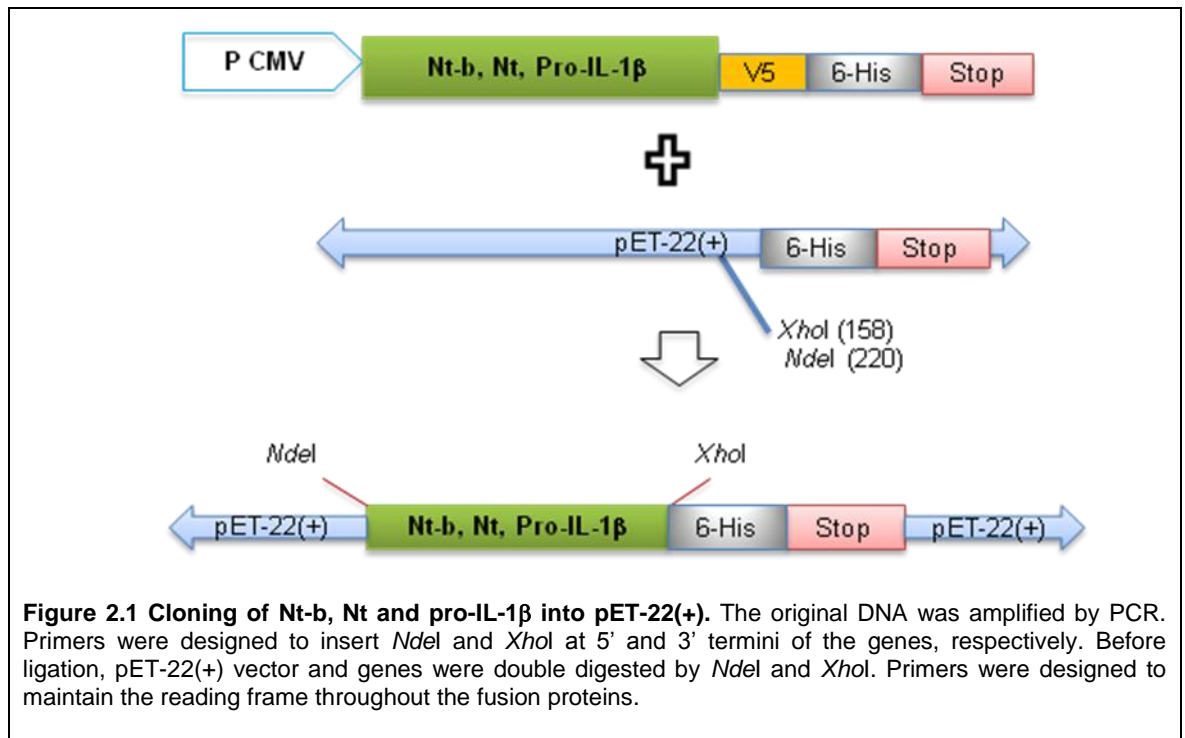 P CMV
Nt-b, Nt, Pro-IL-1β
V5
6-His
Stop
pET-22(+)
6-His
Stop
XhoI (158)
NdeI (220)
NdeI
XhoI
pET-22(+)
Nt-b, Nt, Pro-IL-1β
6-His
Stop
pET-22(+)
Figure 2.1 Cloning of Nt-b, Nt and pro-IL-1β into pET-22(+). The original DNA was amplified by PCR.
Primers were designed to insert NdeI and XhoI at 5’ and 3’ termini of the genes, respectively. Before
ligation, pET-22(+) vector and genes were double digested by NdeI and XhoI. Primers were designed to
maintain the reading frame throughout the fusion proteins.